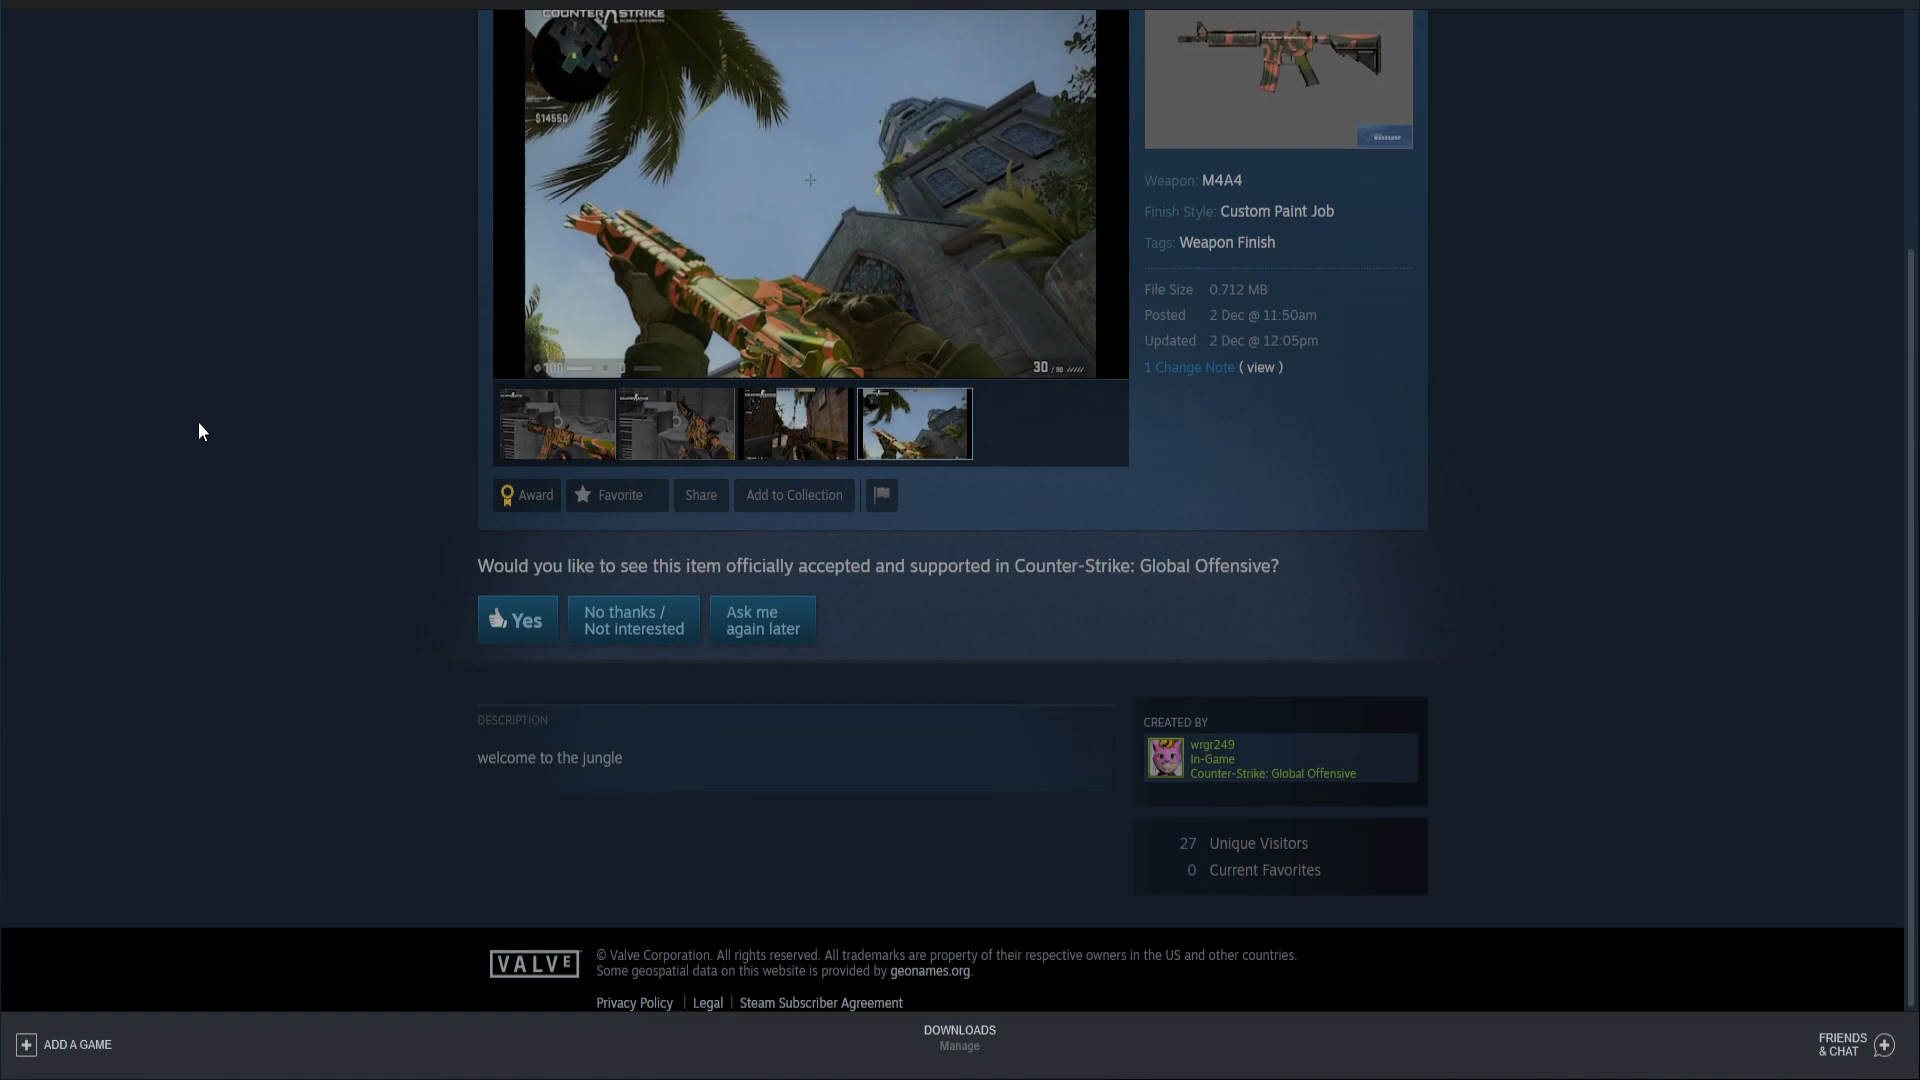 COUNTER STRIKE
GLOBAL OFFENSIVE
$14550
100
30 / 90
WORKSHOP
Weapon: M4A4
Finish Style: Custom Paint Job
Tags: Weapon Finish
File Size 0.712 MB
Posted 2 Dec @ 11:50am
Updated 2 Dec @ 12:05pm
1 Change Note ( view )
Award Favorite Share Add to Collection
Would you like to see this item officially accepted and supported in Counter-Strike: Global Offensive?
Yes
No thanks /
Not interested
Ask me
again later
DESCRIPTION
welcome to the jungle
CREATED BY
wrgr249
In-Game
Counter-Strike: Global Offensive
27 Unique Visitors
0 Current Favorites
VALVE
© Valve Corporation. All rights reserved. All trademarks are property of their respective owners in the US and other countries.
Some geospatial data on this website is provided by geonames.org.
Privacy Policy | Legal | Steam Subscriber Agreement
ADD A GAME
DOWNLOADS
Manage
FRIENDS
& CHAT